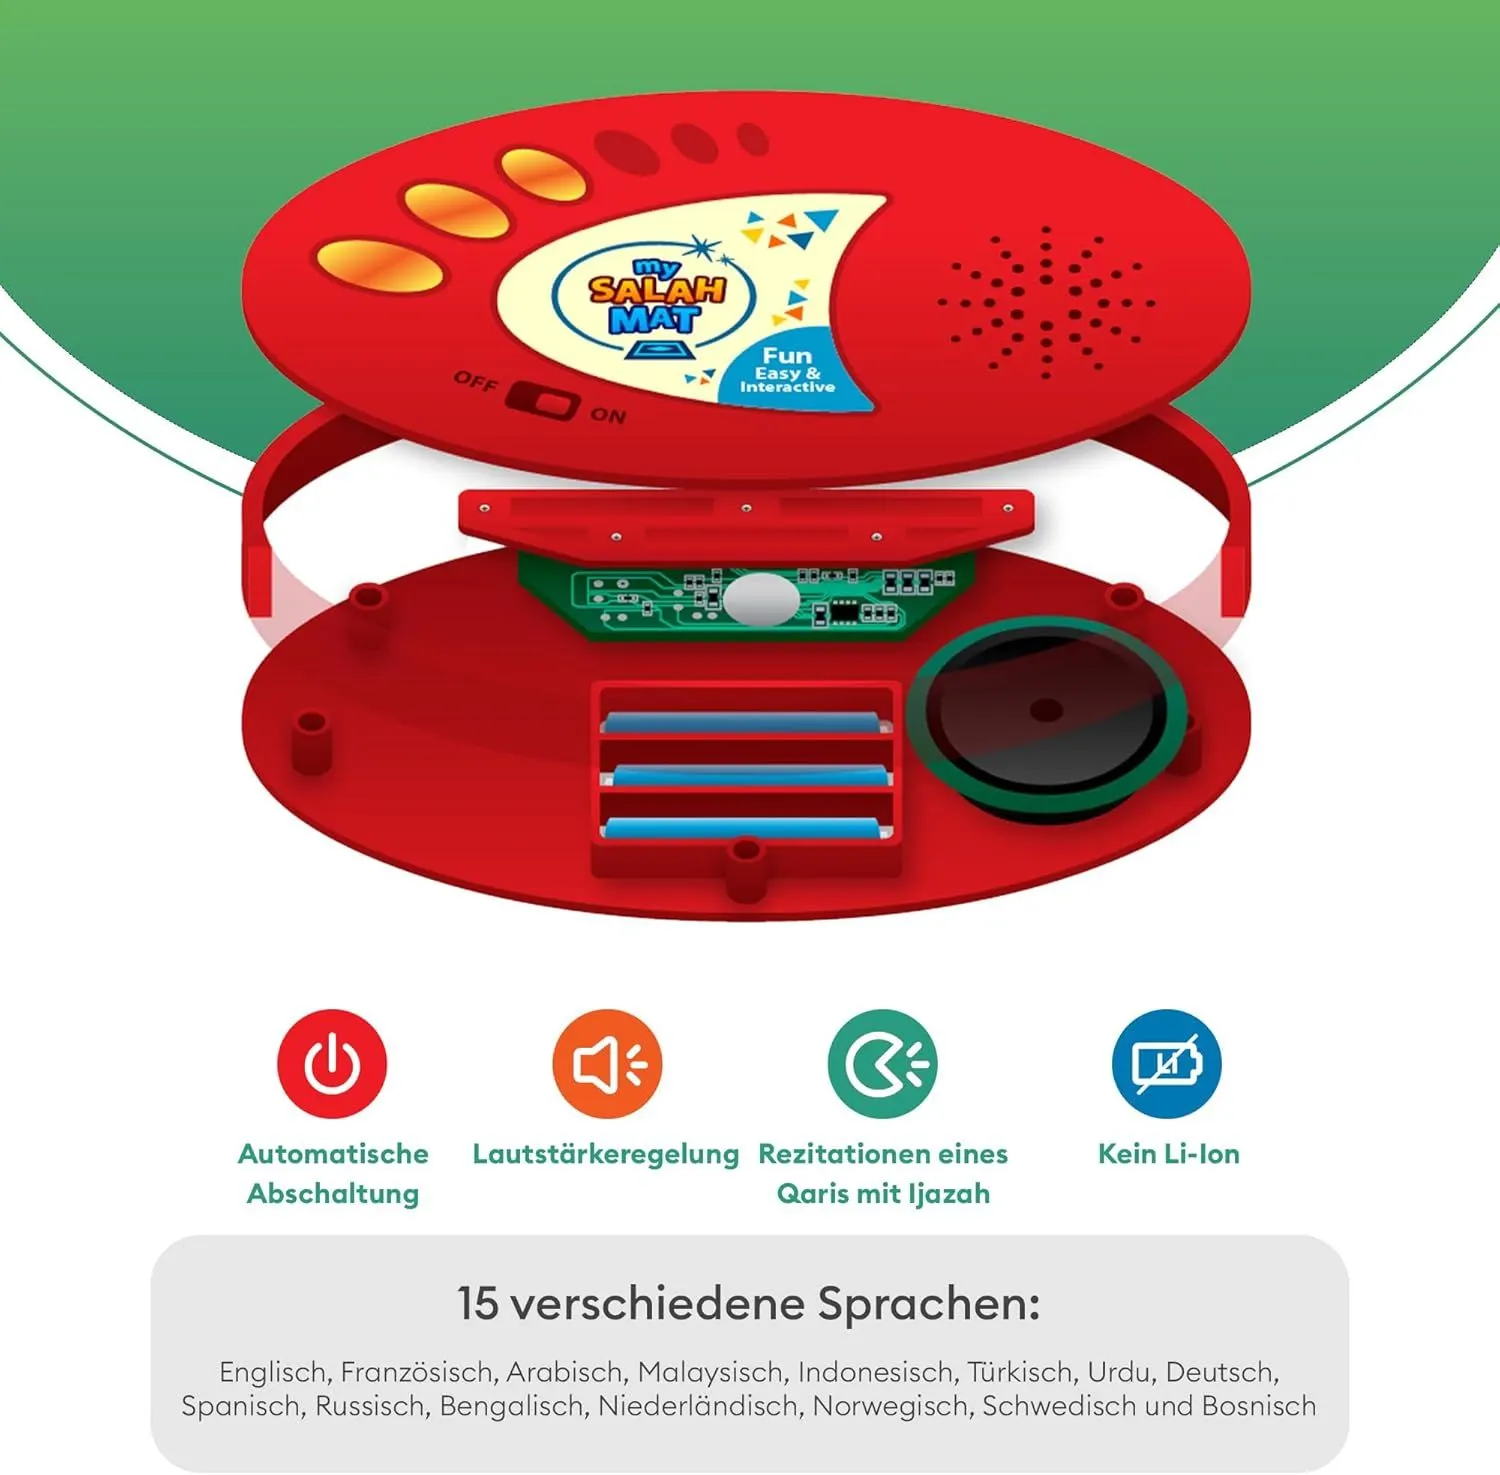 my
SALAH
MAT
Fun
Easy &
Interactive
OFF
ON
LI
Automatische
Abschaltung
Lautstärkeregelung
Rezitationen eines
Qaris mit Ijazah
Kein Li-Ion
15 verschiedene Sprachen:
Englisch, Französisch, Arabisch, Malaysisch, Indonesisch, Türkisch, Urdu, Deutsch,
Spanisch, Russisch, Bengalisch, Niederländisch, Norwegisch, Schwedisch und Bosnisch